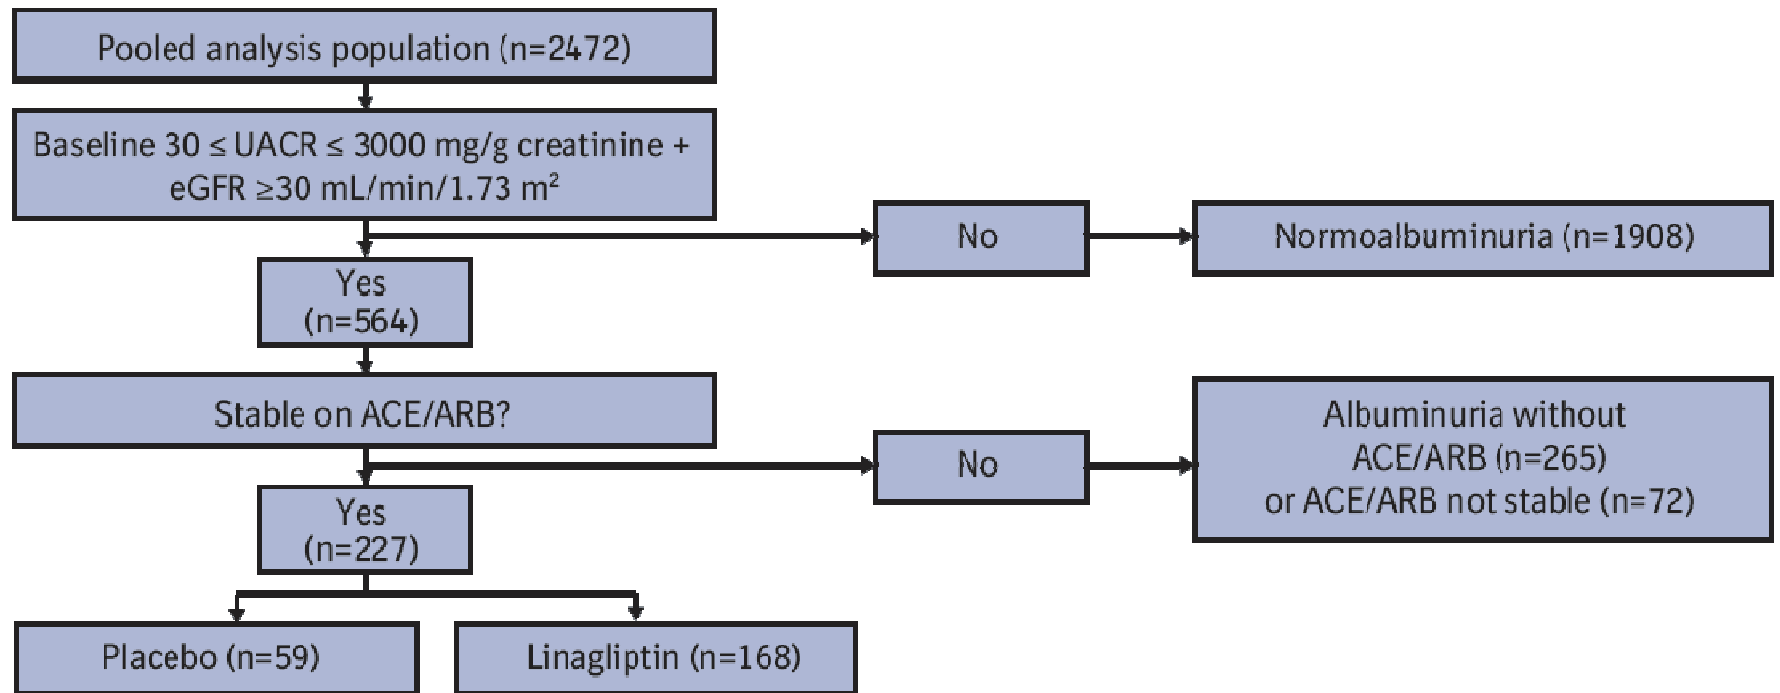 Pooled analysis population (n=2472)
Baseline 30 ≤ UACR ≤ 3000 mg/g creatinine +
eGFR ≥30 mL/min/1.73 m²
No
Normoalbuminuria (n=1908)
Yes
(n=564)
Stable on ACE/ARB?
No
Albuminuria without
ACE/ARB (n=265)
or ACE/ARB not stable (n=72)
Yes
(n=227)
Placebo (n=59)
Linagliptin (n=168)